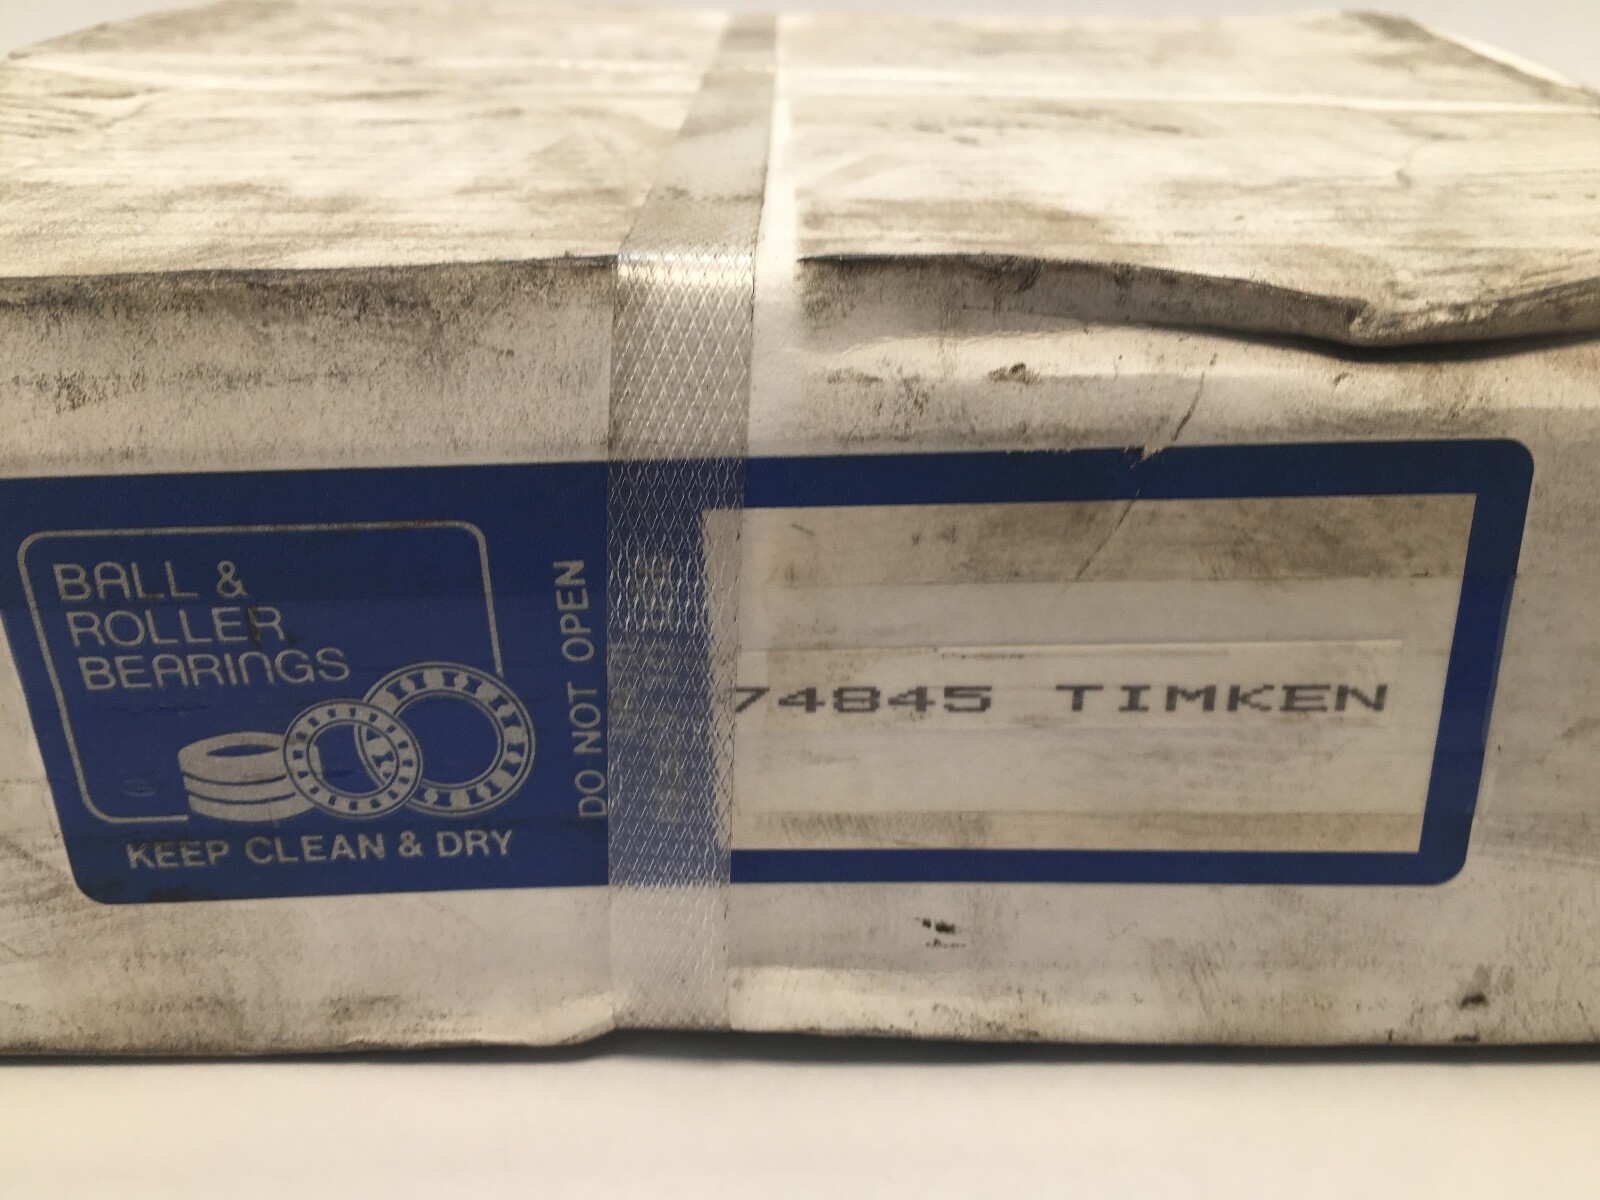 BALL &
ROLLER
BEARINGS
KEEP CLEAN & DRY
DO NOT OPEN
74845 TIMKEN